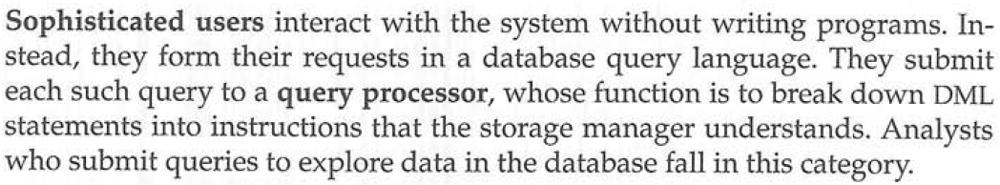 Sophisticated users interact with the system without writing programs. In-
stead, they form their requests in a database query language. They submit
each such query to a query processor, whose function is to break down DML
statements into instructions that the storage manager understands. Analysts
who submit queries to explore data in the database fall in this category.